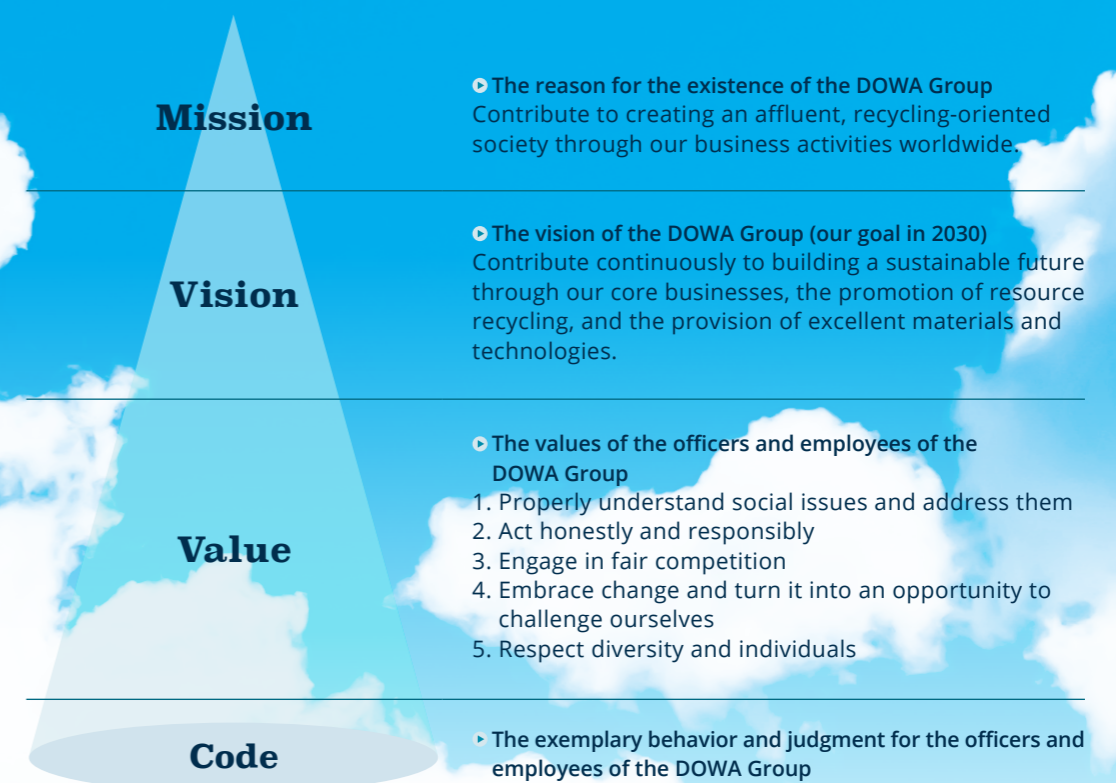 Mission
The reason for the existence of the DOWA Group
Contribute to creating an affluent, recycling-oriented
society through our business activities worldwide.
Vision
The vision of the DOWA Group (our goal in 2030)
Contribute continuously to building a sustainable future
through our core businesses, the promotion of resource
recycling, and the provision of excellent materials and
technologies.
Value
The values of the officers and employees of the
DOWA Group
1. Properly understand social issues and address them
2. Act honestly and responsibly
3. Engage in fair competition
4. Embrace change and turn it into an opportunity to
challenge ourselves
5. Respect diversity and individuals
Code
The exemplary behavior and judgment for the officers and
employees of the DOWA Group